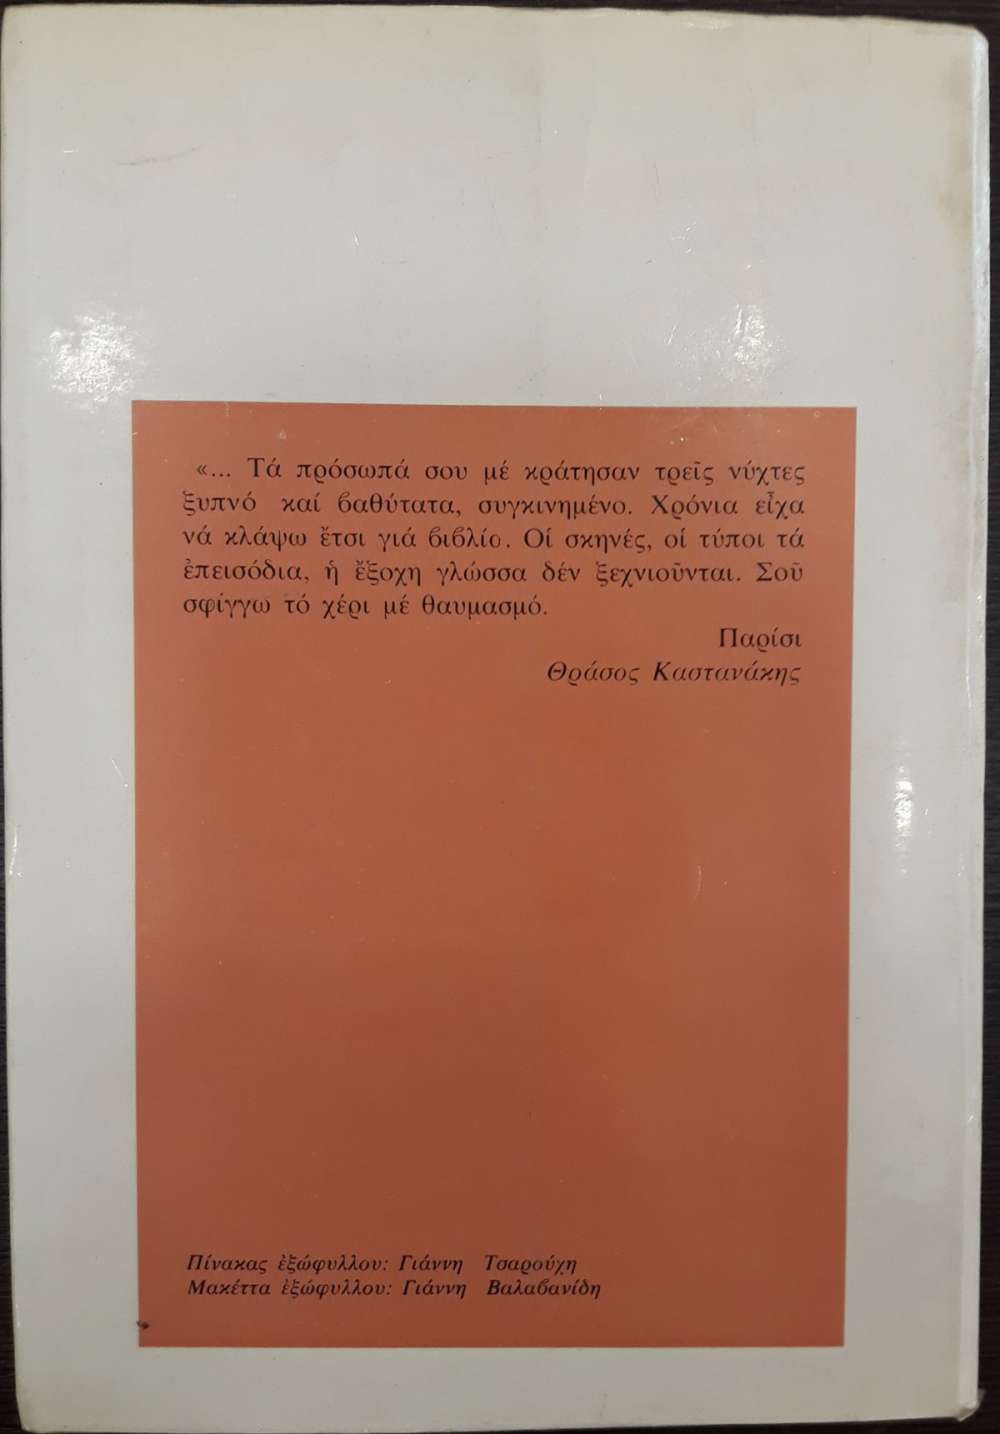 «... Τά πρόσωπά σου μέ κράτησαν τρεῖς νύχτες
ξυπνό καί βαθύτατα, συγκινημένο. Χρόνια εἶχα
νά κλάψω ἔτσι γιά βιβλίο. Οἱ σκηνές, οἱ τύποι τά
ἐπεισόδια, ἡ ἔξοχη γλώσσα δέν ξεχνιοῦνται. Σοῦ
σφίγγω τό χέρι μέ θαυμασμό.
Παρίσι
Θράσος Καστανάκης
Πίνακας ἐξώφυλλου: Γιάννη Τσαρούχη
Μακέττα ἐξώφυλλου: Γιάννη Βαλαβανίδη